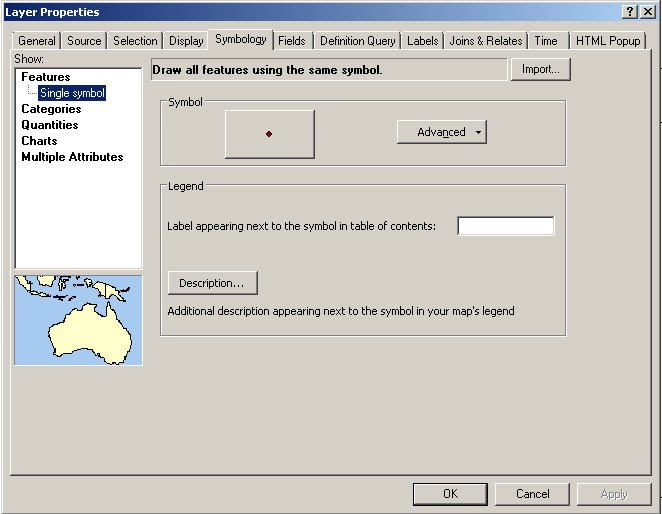 Layer Properties
General Source Selection Display Symbology Fields Definition Query Labels Joins & Relates Time HTML Popup
Show:
Features
Single symbol
Categories
Quantities
Charts
Multiple Attributes
Draw all features using the same symbol.
Import...
Symbol
Advanced
Legend
Label appearing next to the symbol in table of contents:
Description...
Additional description appearing next to the symbol in your map's legend
OK Cancel Apply